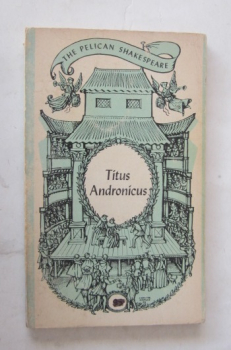 THE PELICAN SHAKESPEARE
Titus
Andronicus